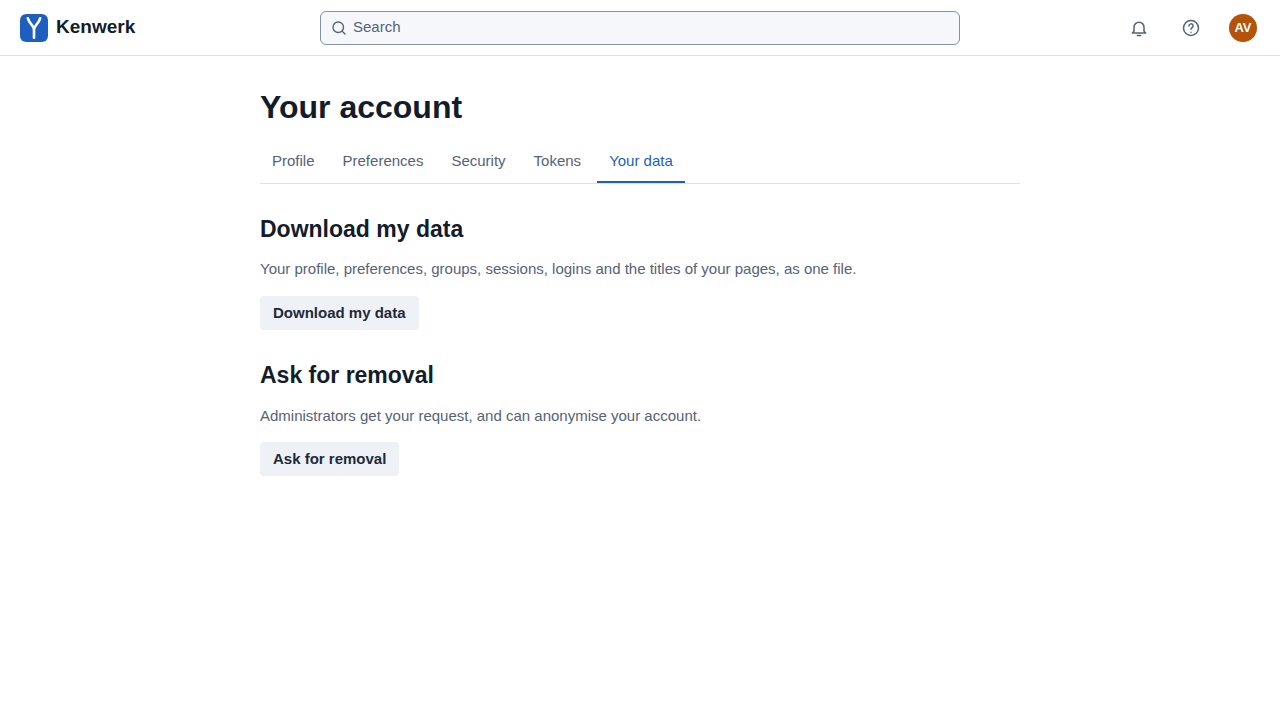 Kenwerk
Search
AV
Your account
Profile
Preferences
Security
Tokens
Your data
Download my data
Your profile, preferences, groups, sessions, logins and the titles of your pages, as one file.
Download my data
Ask for removal
Administrators get your request, and can anonymise your account.
Ask for removal